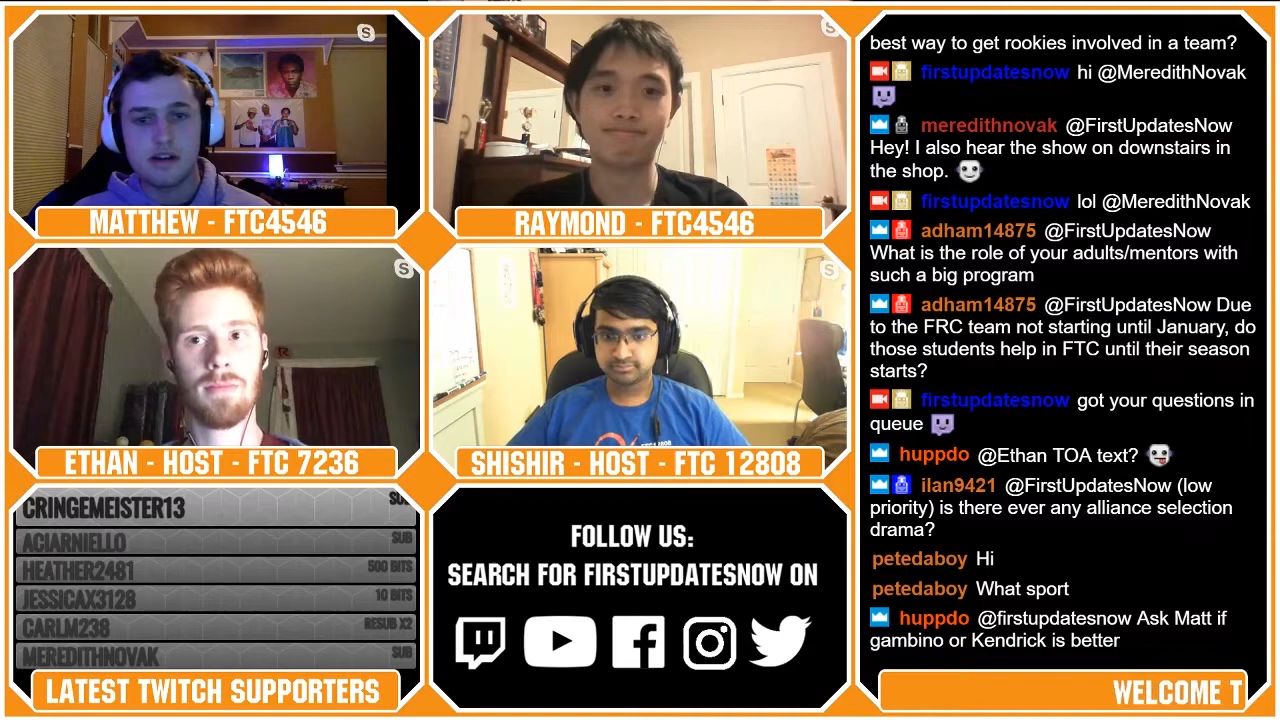 MATTHEW - FTC4546
RAYMOND - FTC4546
ETHAN - HOST - FTC 7236
SHISHIR - HOST - FTC 12808
CRINGEMEISTER13
ACIARNIELLO SUB
HEATHER2481 500 BITS
JESSICAX3128 10 BITS
CARLM238 RESUB X2
MEREDITHNOVAK SUB
LATEST TWITCH SUPPORTERS
FOLLOW US:
SEARCH FOR FIRSTUPDATESNOW ON
best way to get rookies involved in a team?
firstupdatesnow hi @MeredithNovak
meredithnovak @FirstUpdatesNow
Hey! I also hear the show on downstairs in
the shop.
firstupdatesnow lol @MeredithNovak
adham14875 @FirstUpdatesNow
What is the role of your adults/mentors with
such a big program
adham14875 @FirstUpdatesNow Due
to the FRC team not starting until January, do
those students help in FTC until their season
starts?
firstupdatesnow got your questions in
queue
huppdo @Ethan TOA text?
ilan9421 @FirstUpdatesNow (low
priority) is there ever any alliance selection
drama?
petedaboy Hi
petedaboy What sport
huppdo @firstupdatesnow Ask Matt if
gambino or Kendrick is better
WELCOME T